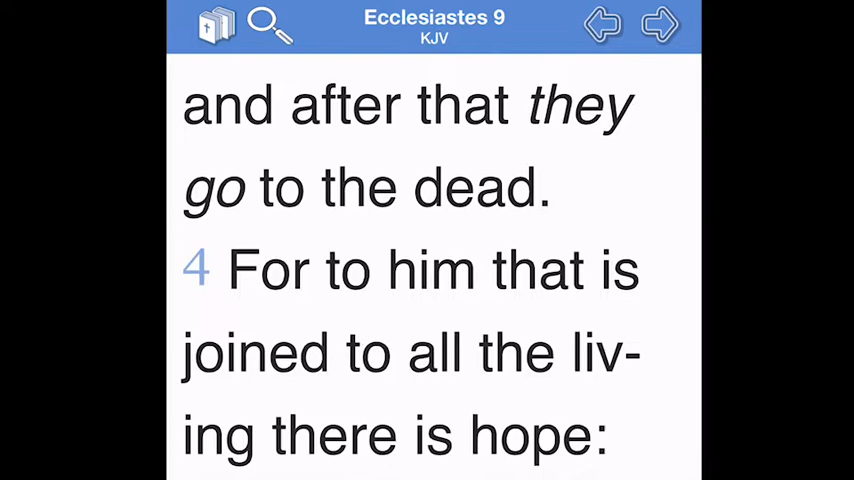 Ecclesiastes 9
KJV
and after that they
go to the dead.
4 For to him that is
joined to all the liv-
ing there is hope: